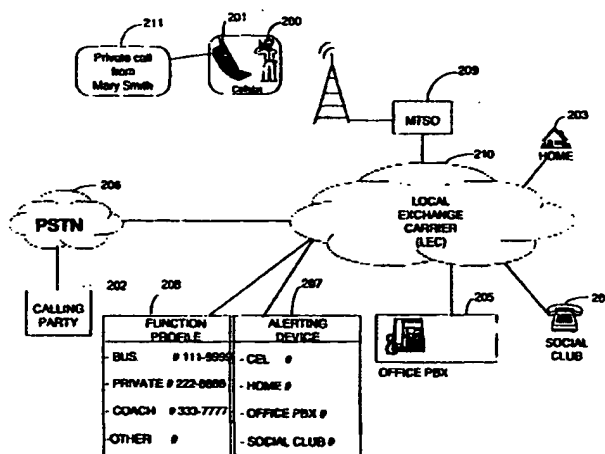 211
201
200
Private call
from
Mary Smith
Cellular
209
MTSO
203
HOME
210
206
PSTN
LOCAL
EXCHANGE
CARRIER
(LEC)
202
CALLING
PARTY
208
207
FUNCTION
PROFILE
ALERTING
DEVICE
- BUS. # 111-9999
- CEL #
- PRIVATE # 222-8888
- HOME #
- COACH # 333-7777
- OFFICE PBX #
- OTHER #
- SOCIAL CLUB #
205
OFFICE PBX
SOCIAL
CLUB